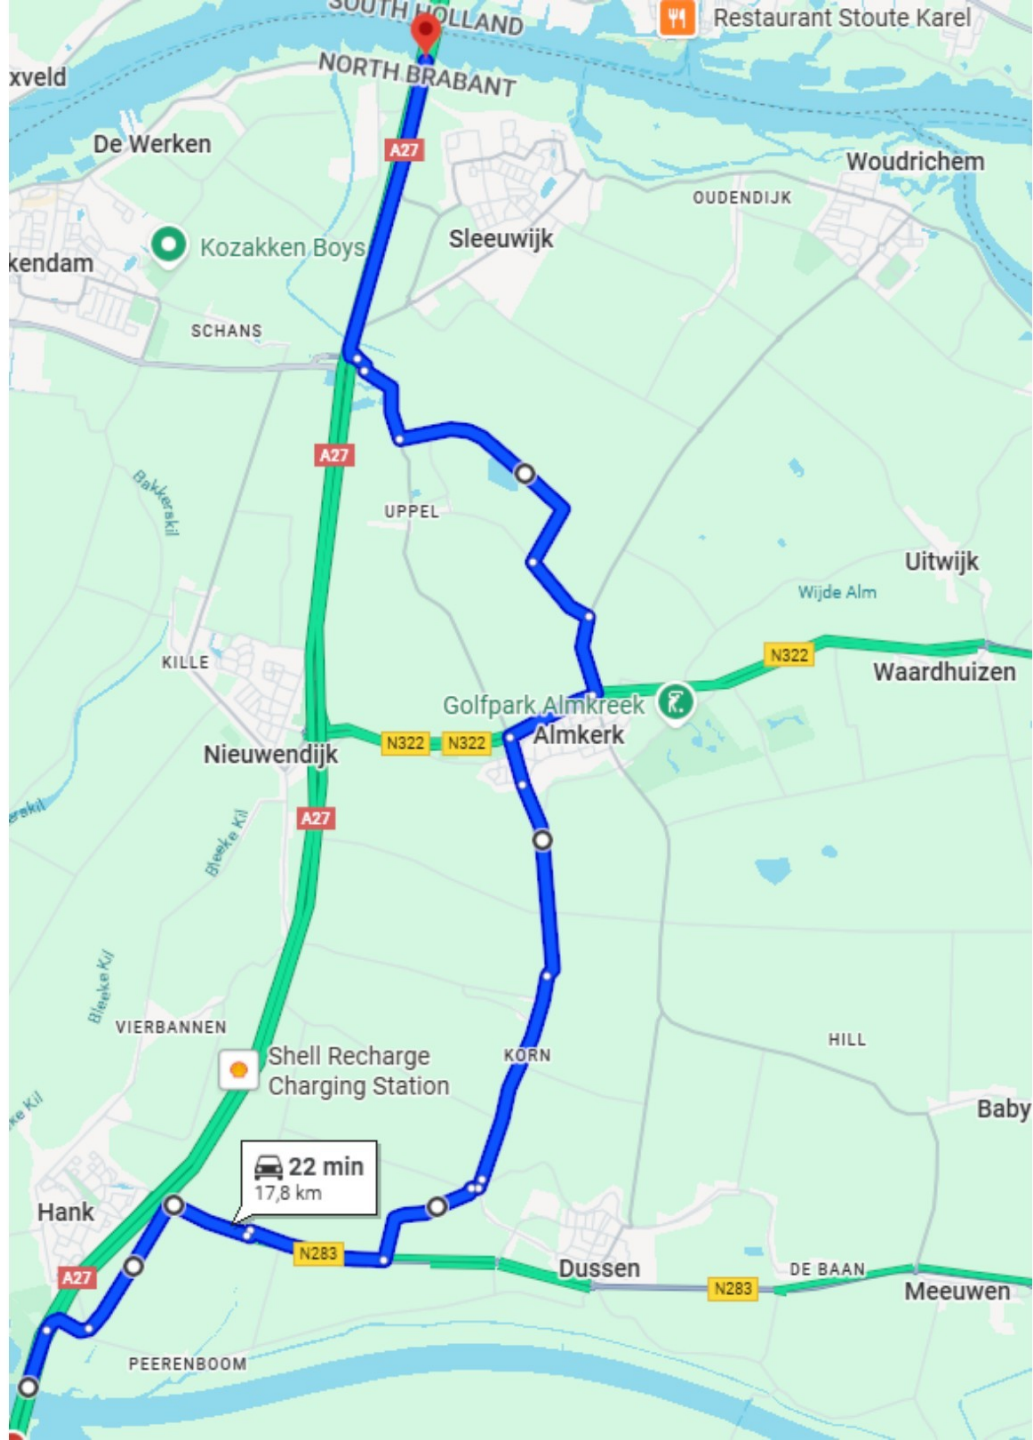 SOUTH HOLLAND
Restaurant Stoute Karel
xveld
NORTH BRABANT
De Werken
A27
Woudrichem
OUDENDIJK
Kozakken Boys
Sleeuwijk
kendam
SCHANS
A27
Bakkerskil
UPPEL
Uitwijk
Wijde Alm
KILLE
N322
Waardhuizen
Golfpark Almkreek
Almkerk
N322
N322
Nieuwendijk
A27
erskil
Bleeke Kil
Bleeke Kil
VIERBANNEN
HILL
Shell Recharge
Charging Station
KORN
ke Kil
Baby
22 min
17,8 km
Hank
N283
Dussen
DE BAAN
A27
N283
Meeuwen
PEERENBOOM